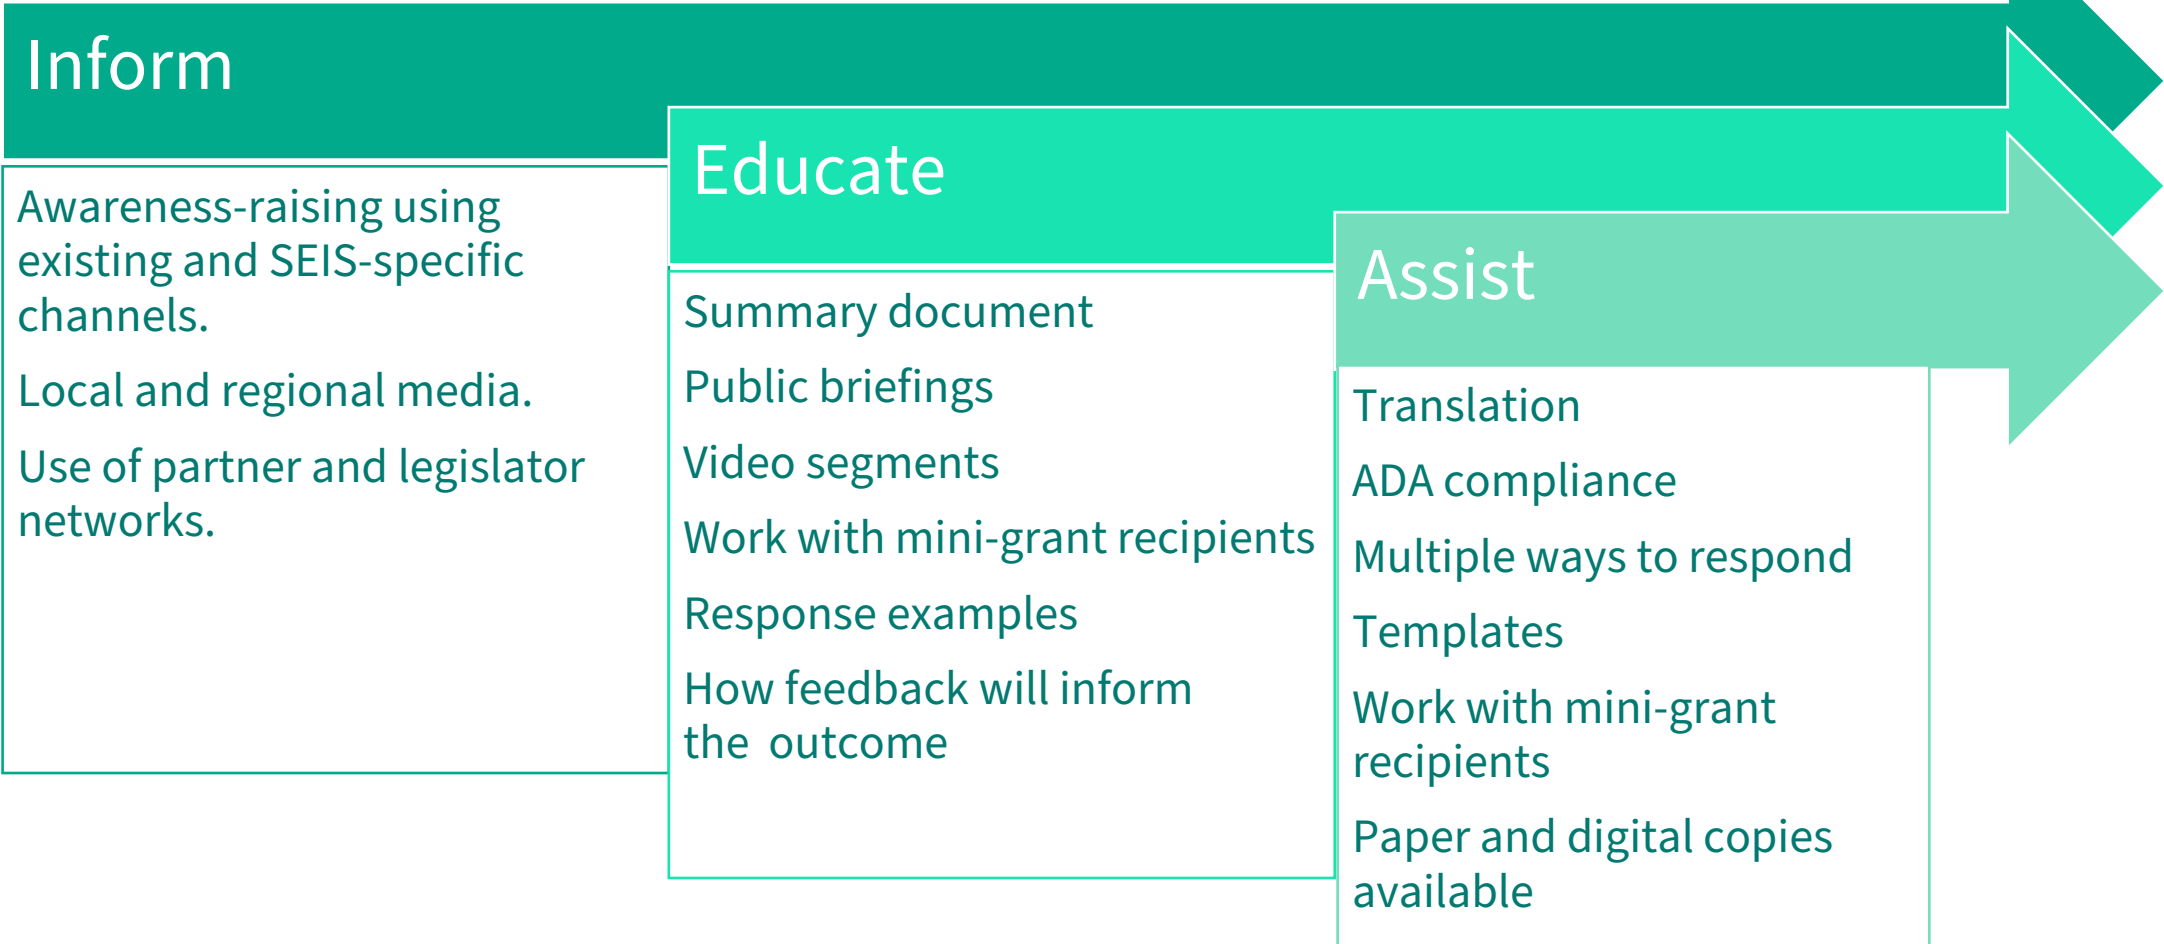 Inform
Awareness-raising using
existing and SEIS-specific
channels.
Local and regional media.
Use of partner and legislator
networks.
Educate
Summary document
Public briefings
Video segments
Work with mini-grant recipients
Response examples
How feedback will inform
the  outcome
Assist
Translation
ADA compliance
Multiple ways to respond
Templates
Work with mini-grant
recipients
Paper and digital copies
available